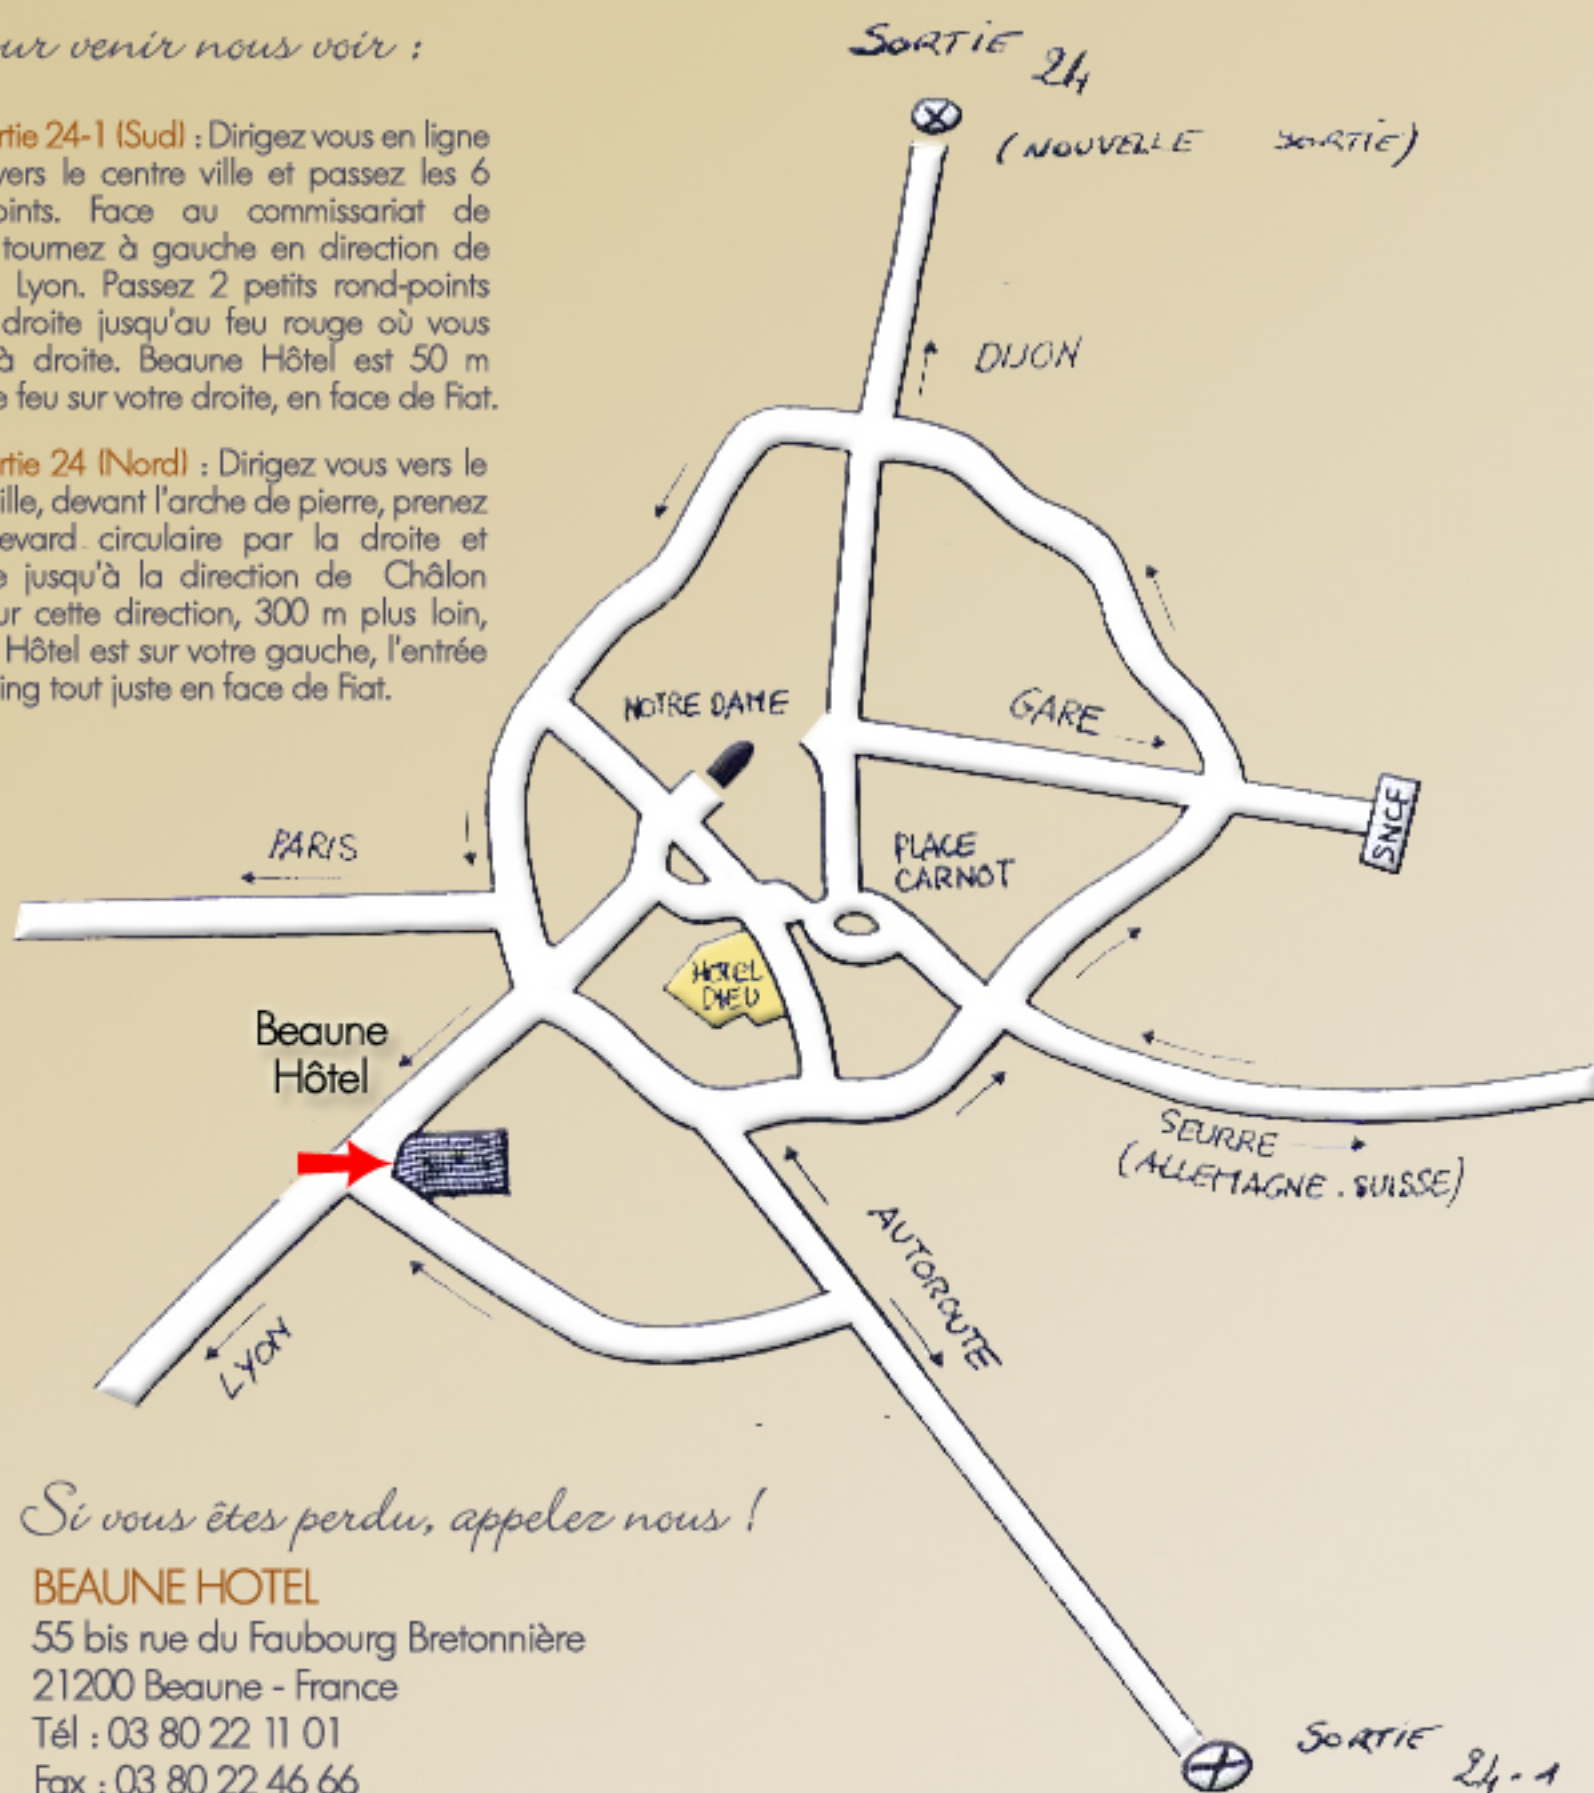 ur venir nous voir :
rtie 24-1 (Sud) : Dirigez vous en ligne
vers le centre ville et passez les 6
oints. Face au commissariat de
tournez à gauche en direction de
Lyon. Passez 2 petits rond-points
droite jusqu'au feu rouge où vous
à droite. Beaune Hôtel est 50 m
e feu sur votre droite, en face de Fiat.
rtie 24 (Nord) : Dirigez vous vers le
ille, devant l'arche de pierre, prenez
evard circulaire par la droite et
e jusqu'à la direction de Châlon
ur cette direction, 300 m plus loin,
Hôtel est sur votre gauche, l'entrée
ing tout juste en face de Fiat.
SORTIE 24
(NOUVELLE SORTIE)
DIJON
NOTRE DAME
GARE
SNCF
PARIS
PLACE
CARNOT
HOTEL
DIEU
Beaune
Hôtel
SEURRE
(ALLEMAGNE . SUISSE)
AUTOROUTE
LYON
Si vous êtes perdu, appelez nous !
BEAUNE HOTEL
55 bis rue du Faubourg Bretonnière
21200 Beaune - France
Tél : 03 80 22 11 01
Fax : 03 80 22 46 66
SORTIE 24-1